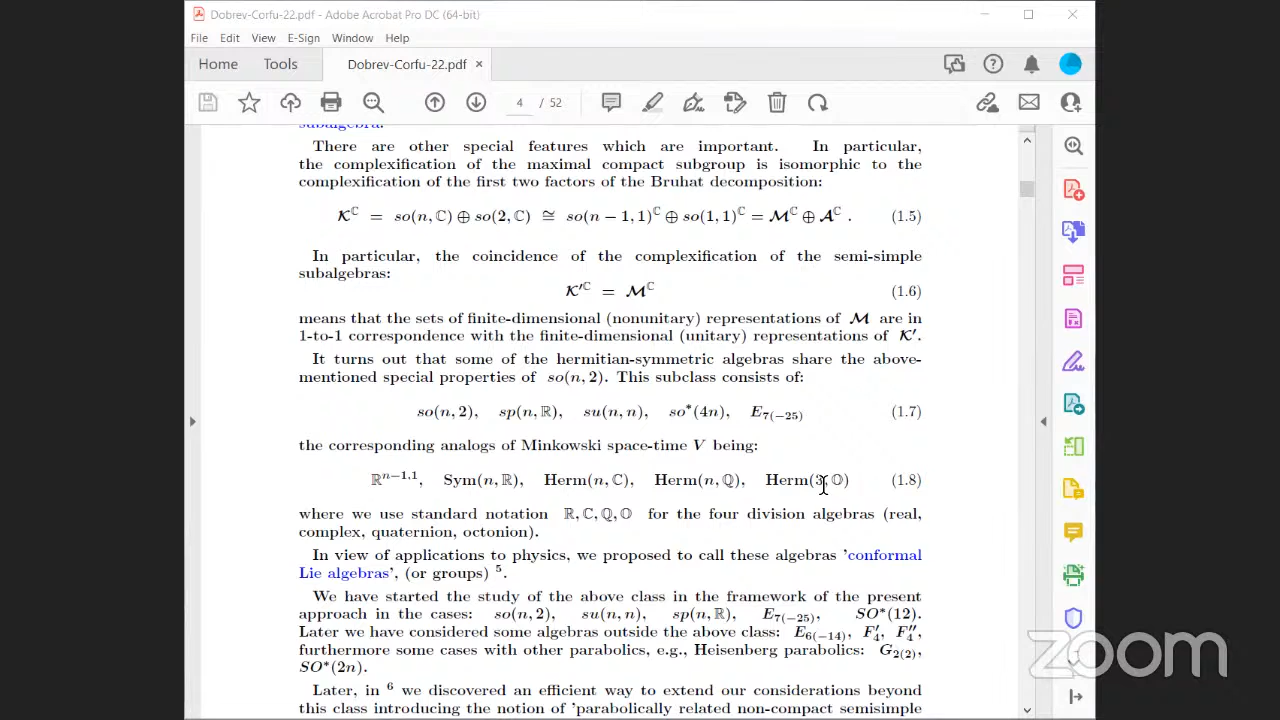 Dobrev-Corfu-22.pdf - Adobe Acrobat Pro DC (64-bit)
File Edit View E-Sign Window Help
Home Tools Dobrev-Corfu-22.pdf ×
4 / 52
subalgebra.
There are other special features which are important. In particular,
the complexification of the maximal compact subgroup is isomorphic to the
complexification of the first two factors of the Bruhat decomposition:
𝓚^ℂ = so(n, ℂ) ⊕ so(2, ℂ) ≅ so(n − 1, 1)^ℂ ⊕ so(1, 1)^ℂ = 𝓜^ℂ ⊕ 𝓐^ℂ . (1.5)
In particular, the coincidence of the complexification of the semi-simple
subalgebras:
𝓚′^ℂ = 𝓜^ℂ (1.6)
means that the sets of finite-dimensional (nonunitary) representations of 𝓜 are in
1-to-1 correspondence with the finite-dimensional (unitary) representations of 𝓚′.
It turns out that some of the hermitian-symmetric algebras share the above-
mentioned special properties of so(n, 2). This subclass consists of:
so(n, 2), sp(n, ℝ), su(n, n), so*(4n), E₇₍₋₂₅₎ (1.7)
the corresponding analogs of Minkowski space-time V being:
ℝ^{n−1,1}, Sym(n, ℝ), Herm(n, ℂ), Herm(n, ℚ), Herm(3, 𝕆) (1.8)
where we use standard notation ℝ, ℂ, ℚ, 𝕆 for the four division algebras (real,
complex, quaternion, octonion).
In view of applications to physics, we proposed to call these algebras 'conformal
Lie algebras', (or groups) ⁵.
We have started the study of the above class in the framework of the present
approach in the cases: so(n, 2), su(n, n), sp(n, ℝ), E₇₍₋₂₅₎, SO*(12).
Later we have considered some algebras outside the above class: E₆₍₋₁₄₎, F₄′, F₄″,
furthermore some cases with other parabolics, e.g., Heisenberg parabolics: G₂₍₂₎,
SO*(2n).
Later, in ⁶ we discovered an efficient way to extend our considerations beyond
this class introducing the notion of 'parabolically related non-compact semisimple
zoom